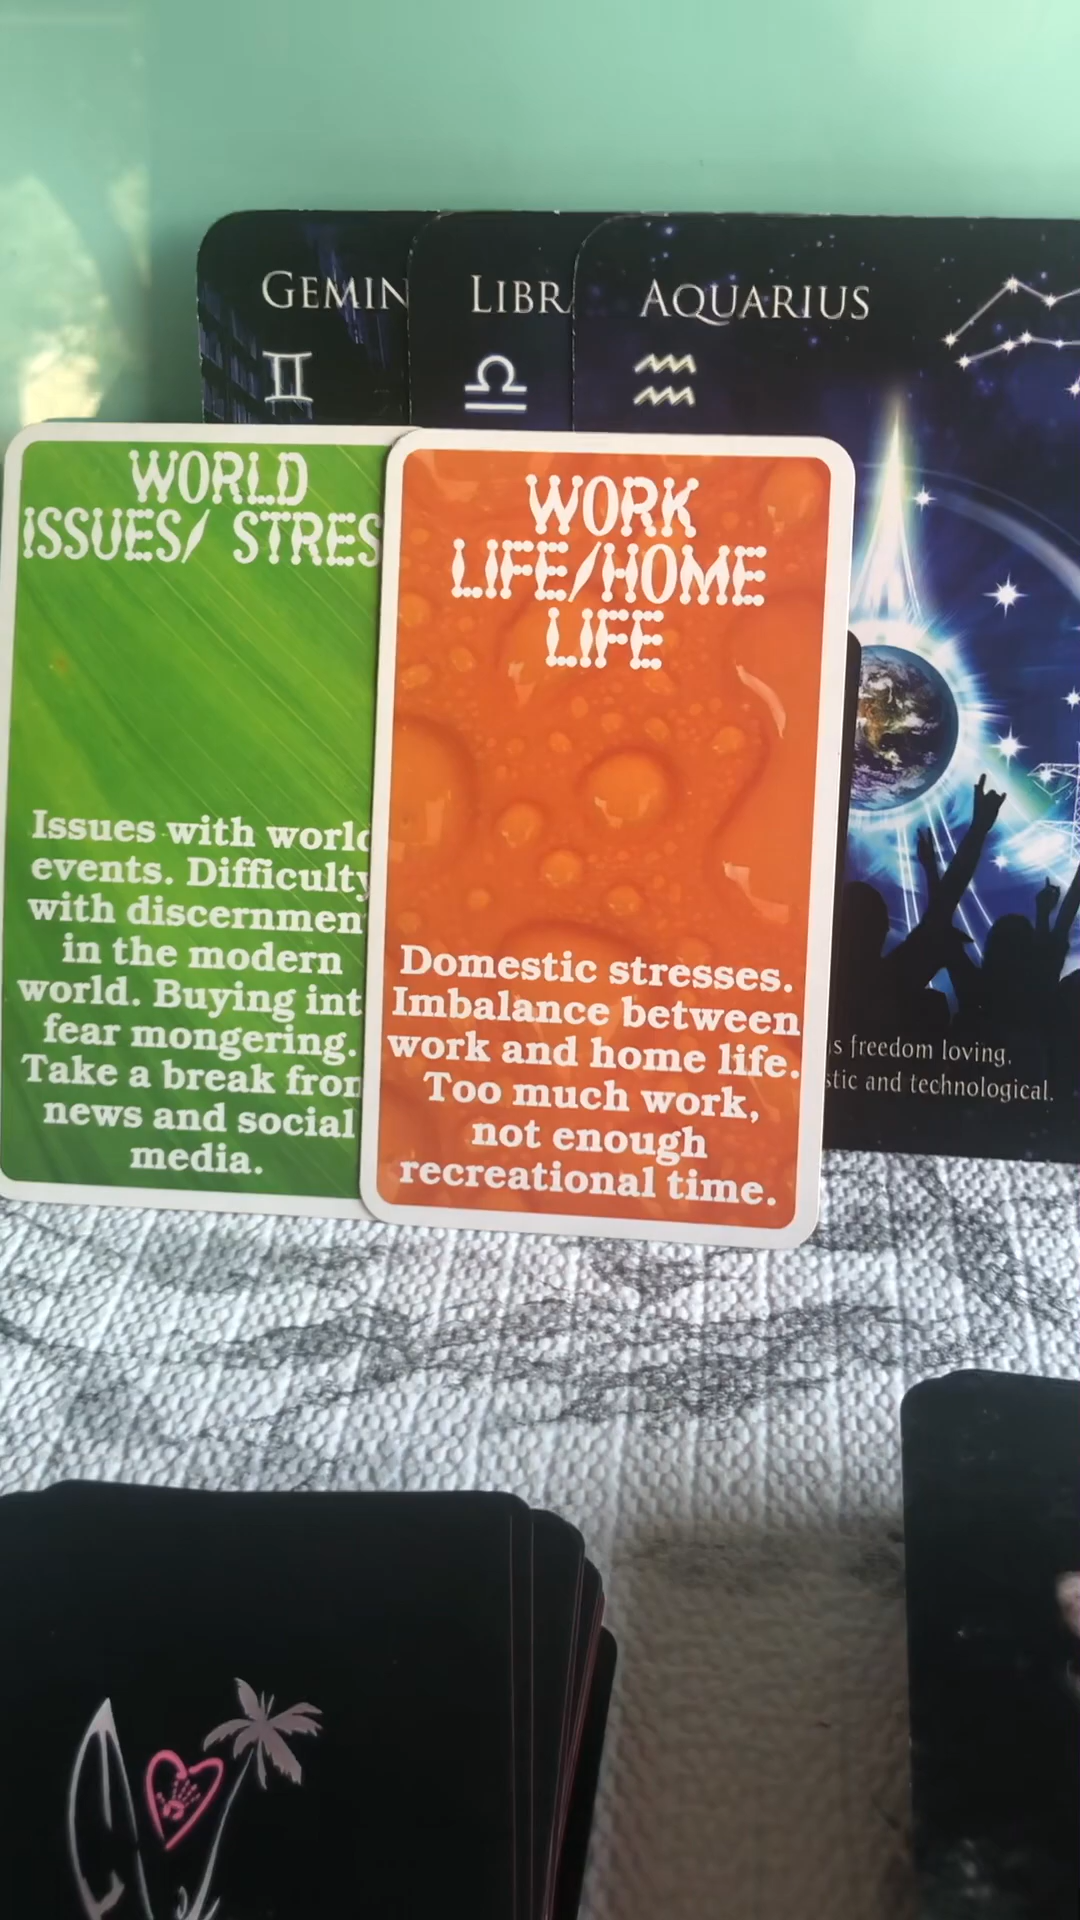 GEMIN
LIBR
AQUARIUS
WORLD
ISSUES/ STRES
Issues with world
events. Difficulty
with discernmen
in the modern
world. Buying int
fear mongering.
Take a break fron
news and social
media.
WORK
LIFE/HOME
LIFE
Domestic stresses.
Imbalance between
work and home life.
Too much work,
not enough
recreational time.
s freedom loving.
stic and technological.